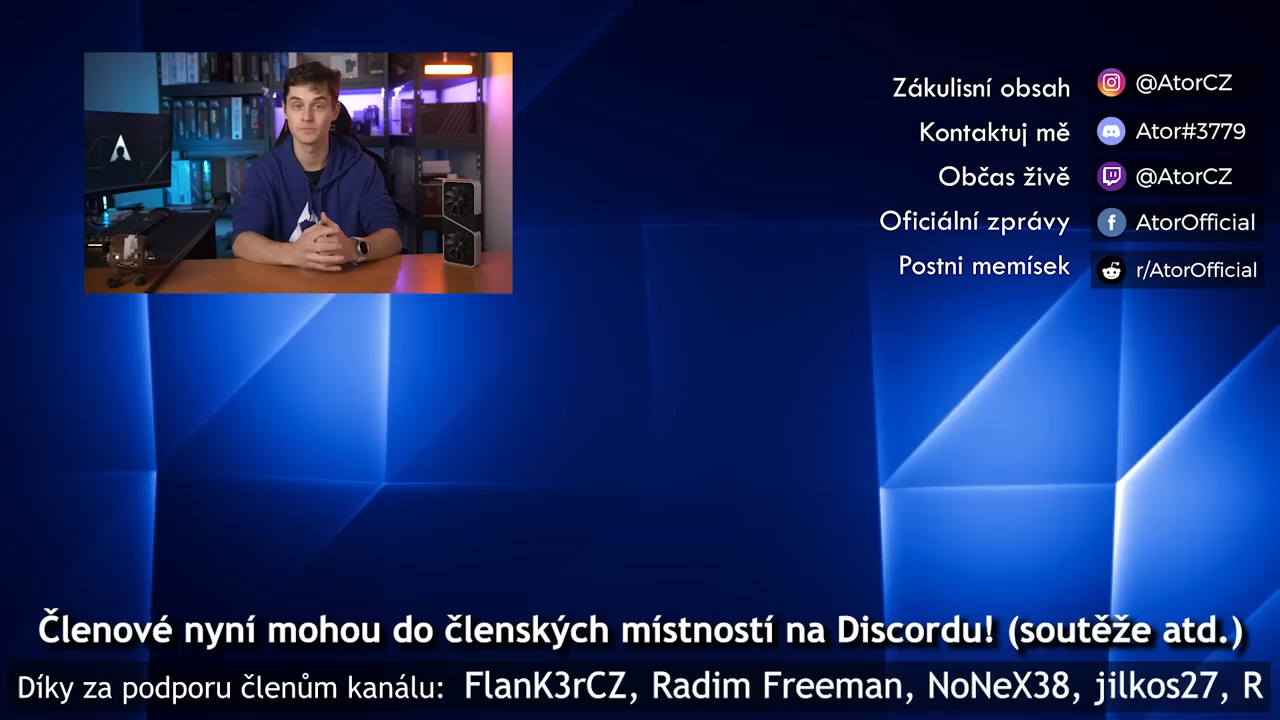 Zákulisní obsah @AtorCZ
Kontaktuj mě Ator#3779
Občas živě @AtorCZ
Oficiální zprávy AtorOfficial
Postni memísek r/AtorOfficial
Členové nyní mohou do členských místností na Discordu! (soutěže atd.)
Díky za podporu členům kanálu: FlanK3rCZ, Radim Freeman, NoNeX38, jilkos27, R